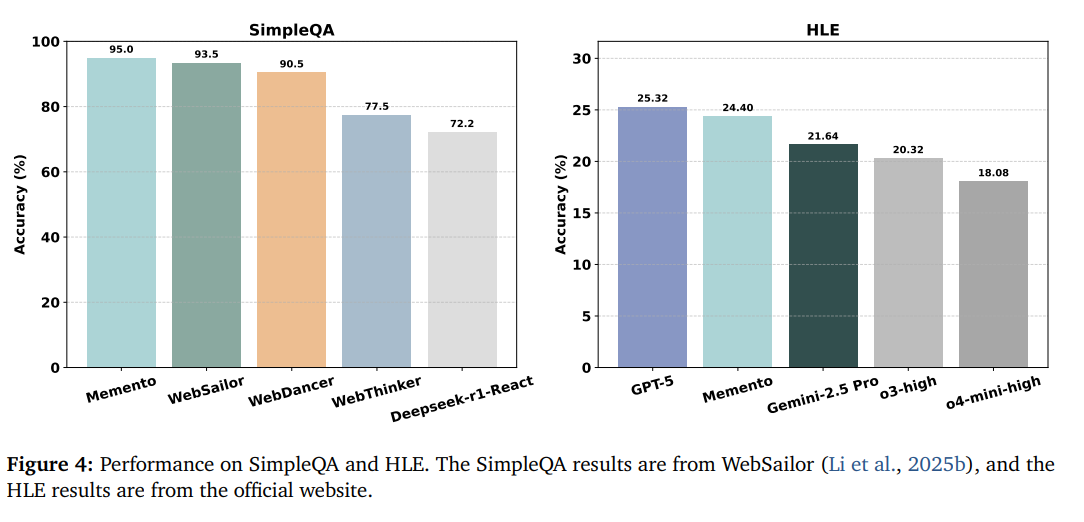 SimpleQA
Accuracy (%)
100
80
60
40
20
0
95.0
93.5
90.5
77.5
72.2
Memento
WebSailor
WebDancer
WebThinker
Deepseek-r1-React
HLE
Accuracy (%)
30
25
20
15
10
5
0
25.32
24.40
21.64
20.32
18.08
GPT-5
Memento
Gemini-2.5 Pro
o3-high
o4-mini-high
Figure 4: Performance on SimpleQA and HLE. The SimpleQA results are from WebSailor (Li et al., 2025b), and the
HLE results are from the official website.